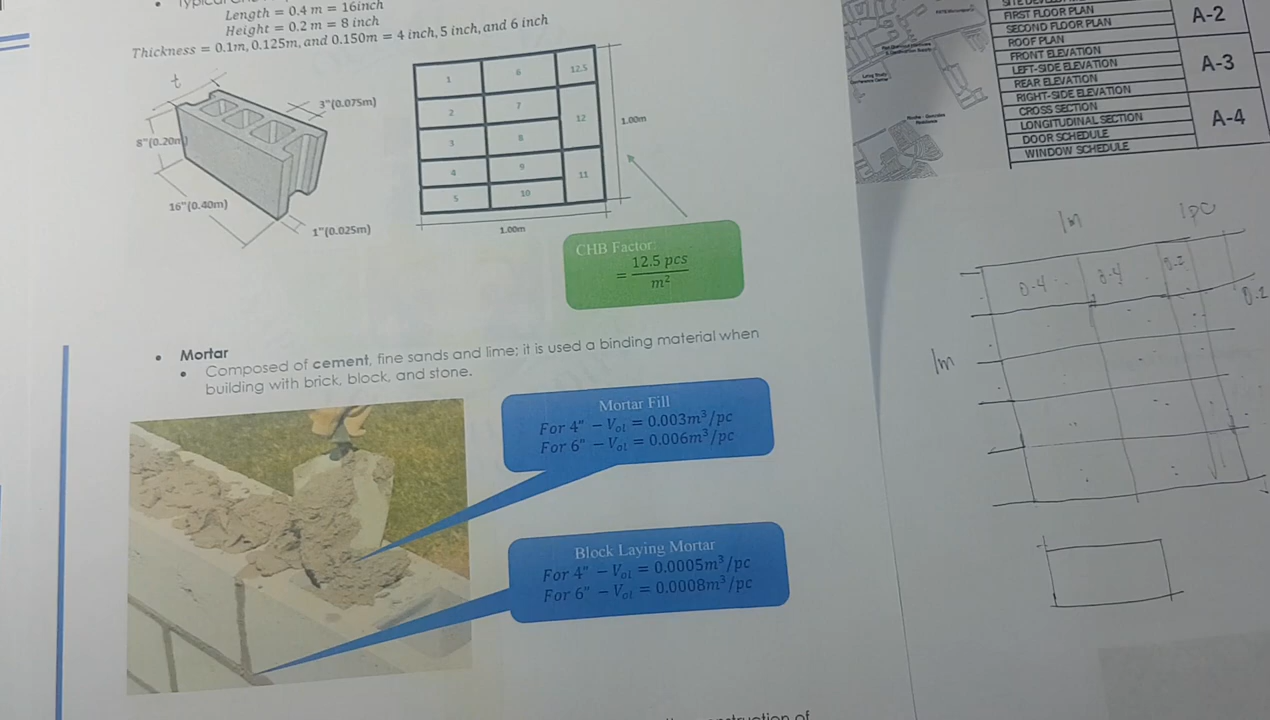 Length = 0.4 m = 16inch
Height = 0.2 m = 8 inch
Thickness = 0.1m, 0.125m, and 0.150m = 4 inch, 5 inch, and 6 inch
t
3"(0.075m)
8"(0.20m)
16"(0.40m)
1"(0.025m)
1 6 12.5
2 7
3 8 12
4 9 11
5 10
1.00m
1.00m
CHB Factor:
= 12.5 pcs / m²
• Mortar
• Composed of cement, fine sands and lime; it is used a binding material when
building with brick, block, and stone.
Mortar Fill
For 4" – Vol = 0.003m³/pc
For 6" – Vol = 0.006m³/pc
Block Laying Mortar
For 4" – Vol = 0.0005m³/pc
For 6" – Vol = 0.0008m³/pc
FIRST FLOOR PLAN
SECOND FLOOR PLAN
A-2
ROOF PLAN
FRONT ELEVATION
LEFT-SIDE ELEVATION
REAR ELEVATION
A-3
RIGHT-SIDE ELEVATION
CROSS SECTION
LONGITUDINAL SECTION
DOOR SCHEDULE
WINDOW SCHEDULE
A-4
1m
1pc
0.4 0.4 0.2
1m